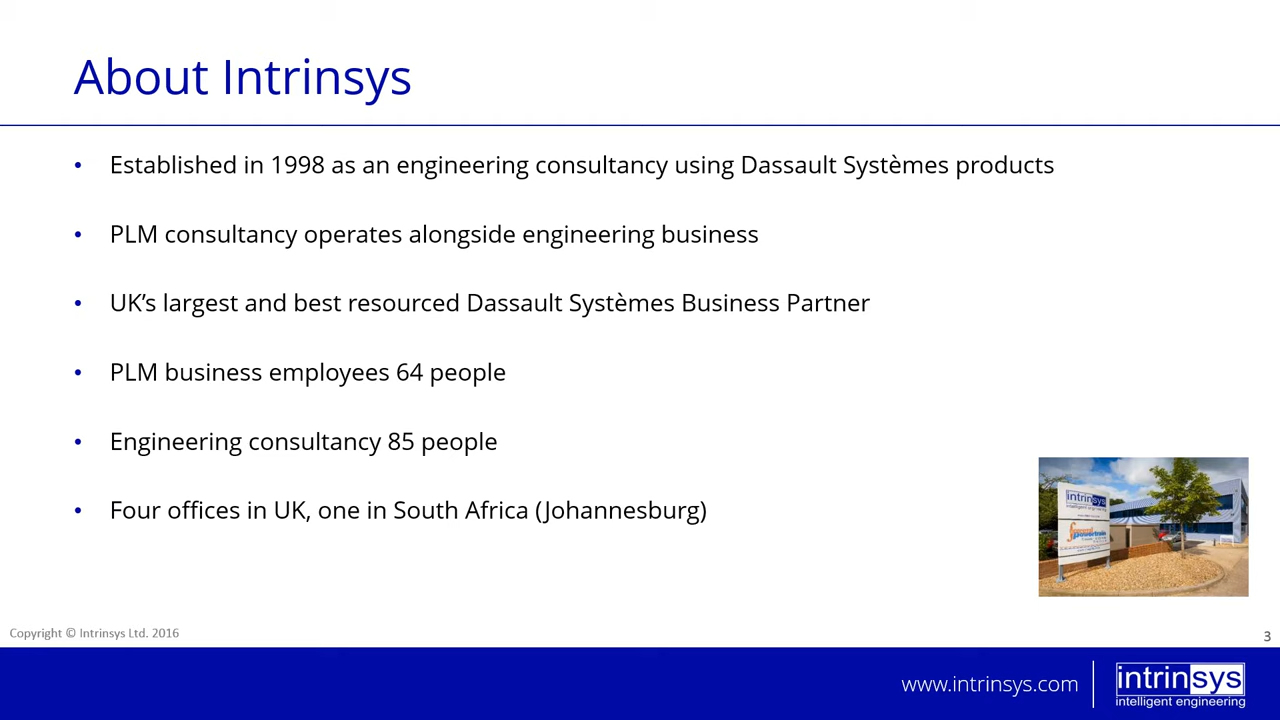 About Intrinsys
• Established in 1998 as an engineering consultancy using Dassault Systèmes products
• PLM consultancy operates alongside engineering business
• UK’s largest and best resourced Dassault Systèmes Business Partner
• PLM business employees 64 people
• Engineering consultancy 85 people
• Four offices in UK, one in South Africa (Johannesburg)
intrinsys
intelligent engineering
Copyright © Intrinsys Ltd. 2016
3
www.intrinsys.com
intrinsys
intelligent engineering